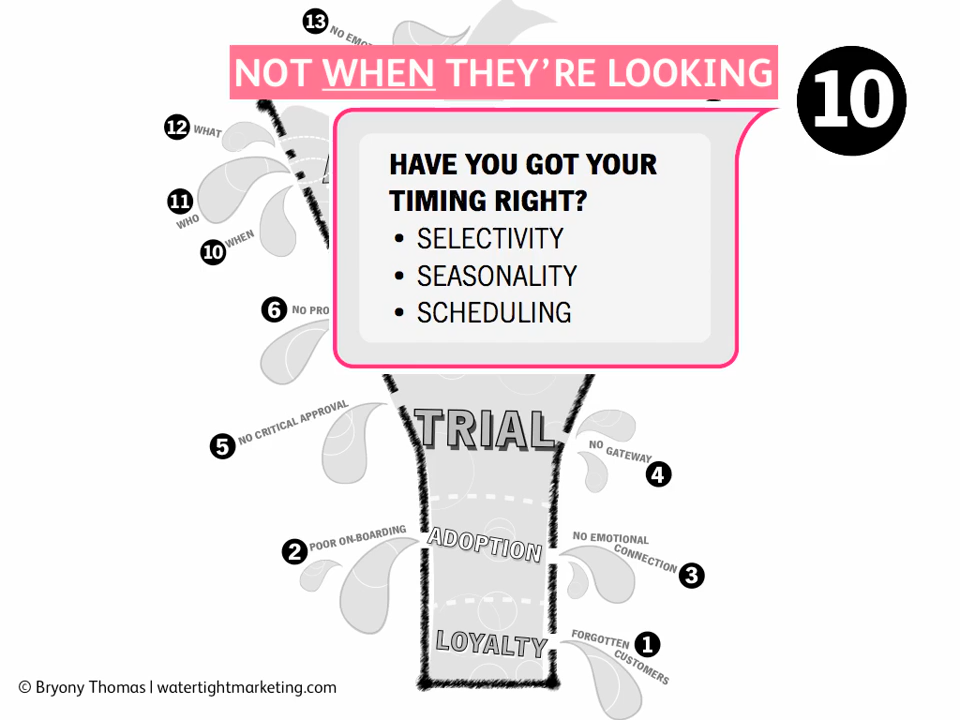 13
NO EMOT
NOT WHEN THEY'RE LOOKING
10
HAVE YOU GOT YOUR
TIMING RIGHT?
• SELECTIVITY
• SEASONALITY
• SCHEDULING
12 WHAT
11
WHO
10 WHEN
6 NO PRO
TRIAL
5 NO CRITICAL APPROVAL
NO
GATEWAY
4
2 POOR ON-BOARDING
ADOPTION
NO EMOTIONAL
CONNECTION
3
LOYALTY
FORGOTTEN
CUSTOMERS
1
© Bryony Thomas | watertightmarketing.com